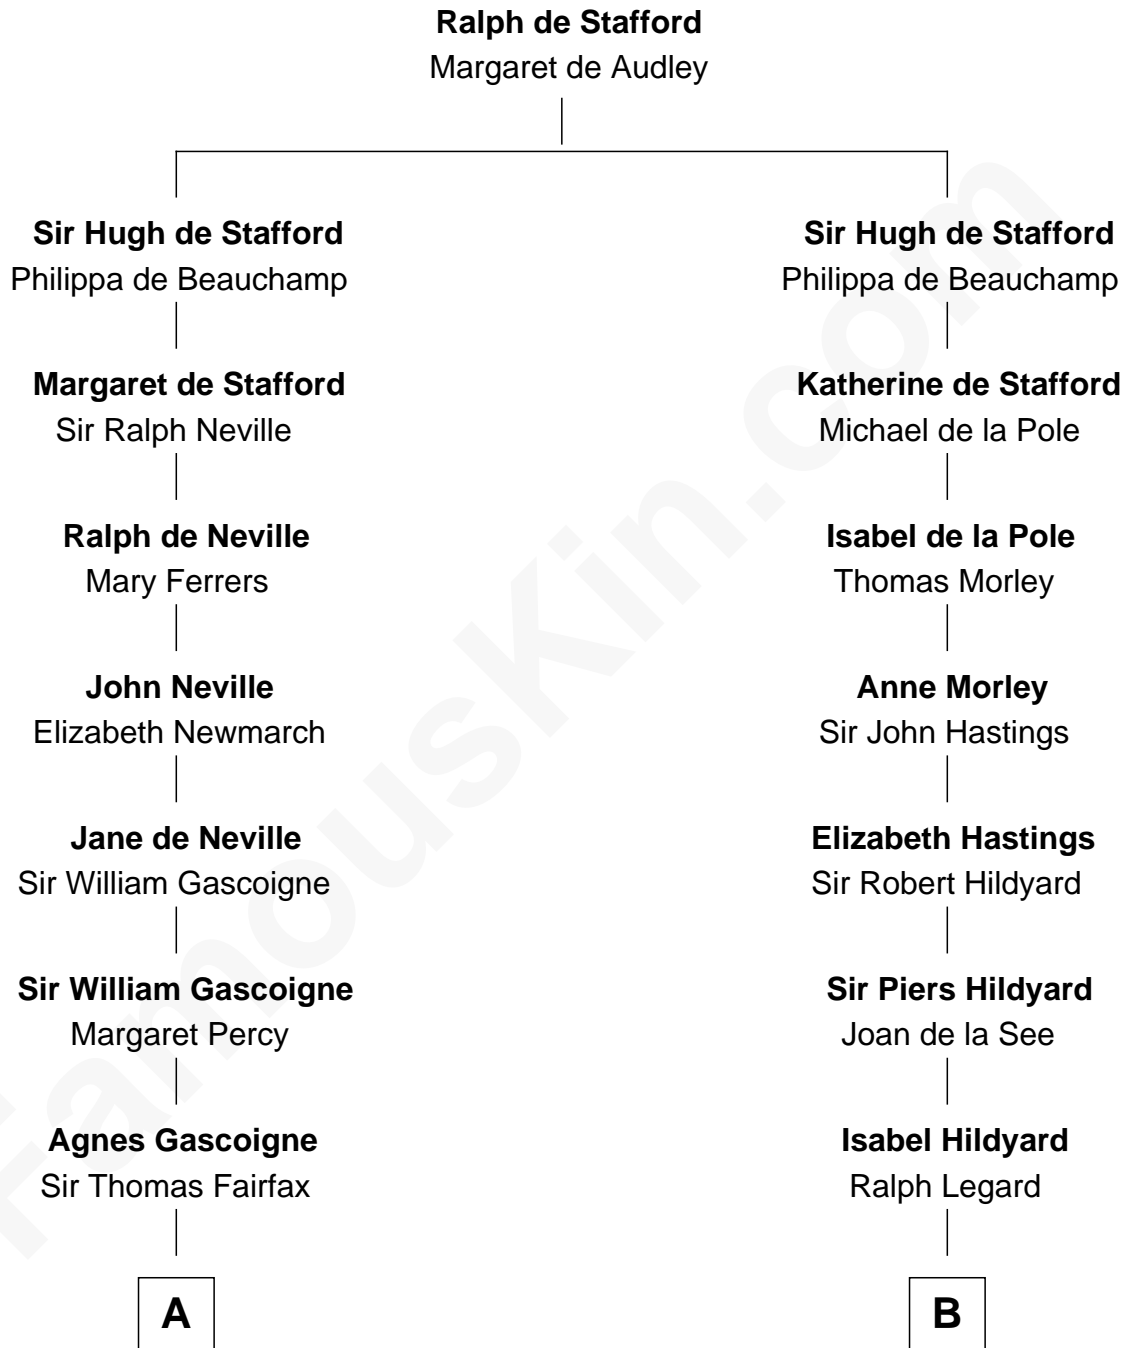 Ralph de Stafford
Margaret de Audley
Sir Hugh de Stafford
Philippa de Beauchamp
Margaret de Stafford
Sir Ralph Neville
Ralph de Neville
Mary Ferrers
John Neville
Elizabeth Newmarch
Jane de Neville
Sir William Gascoigne
Sir William Gascoigne
Margaret Percy
Agnes Gascoigne
Sir Thomas Fairfax
A
Sir Hugh de Stafford
Philippa de Beauchamp
Katherine de Stafford
Michael de la Pole
Isabel de la Pole
Thomas Morley
Anne Morley
Sir John Hastings
Elizabeth Hastings
Sir Robert Hildyard
Sir Piers Hildyard
Joan de la See
Isabel Hildyard
Ralph Legard
B
FamousKin.com